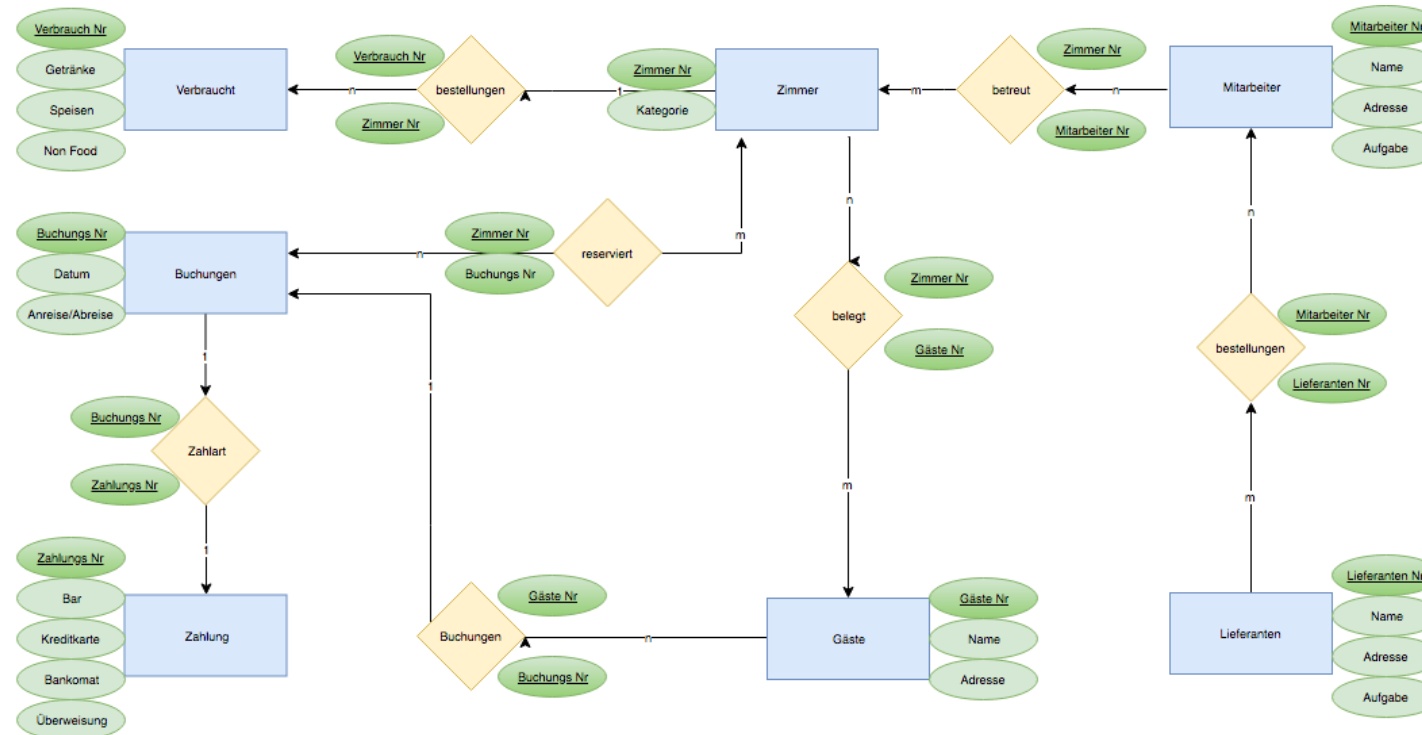 Verbrauch Nr
Getränke
Speisen
Non Food
Verbraucht
n
Verbrauch Nr
Zimmer Nr
bestellungen
1
Zimmer Nr
Kategorie
Zimmer
m
betreut
Zimmer Nr
Mitarbeiter Nr
n
Mitarbeiter
Mitarbeiter Nr
Name
Adresse
Aufgabe
Buchungs Nr
Datum
Anreise/Abreise
Buchungen
n
Zimmer Nr
Buchungs Nr
reserviert
m
n
belegt
Zimmer Nr
Gäste Nr
m
n
bestellungen
Mitarbeiter Nr
Lieferanten Nr
m
1
Buchungs Nr
Zahlungs Nr
Zahlart
1
1
Zahlungs Nr
Bar
Kreditkarte
Bankomat
Überweisung
Zahlung
Buchungen
Gäste Nr
Buchungs Nr
n
Gäste
Gäste Nr
Name
Adresse
Lieferanten
Lieferanten Nr
Name
Adresse
Aufgabe